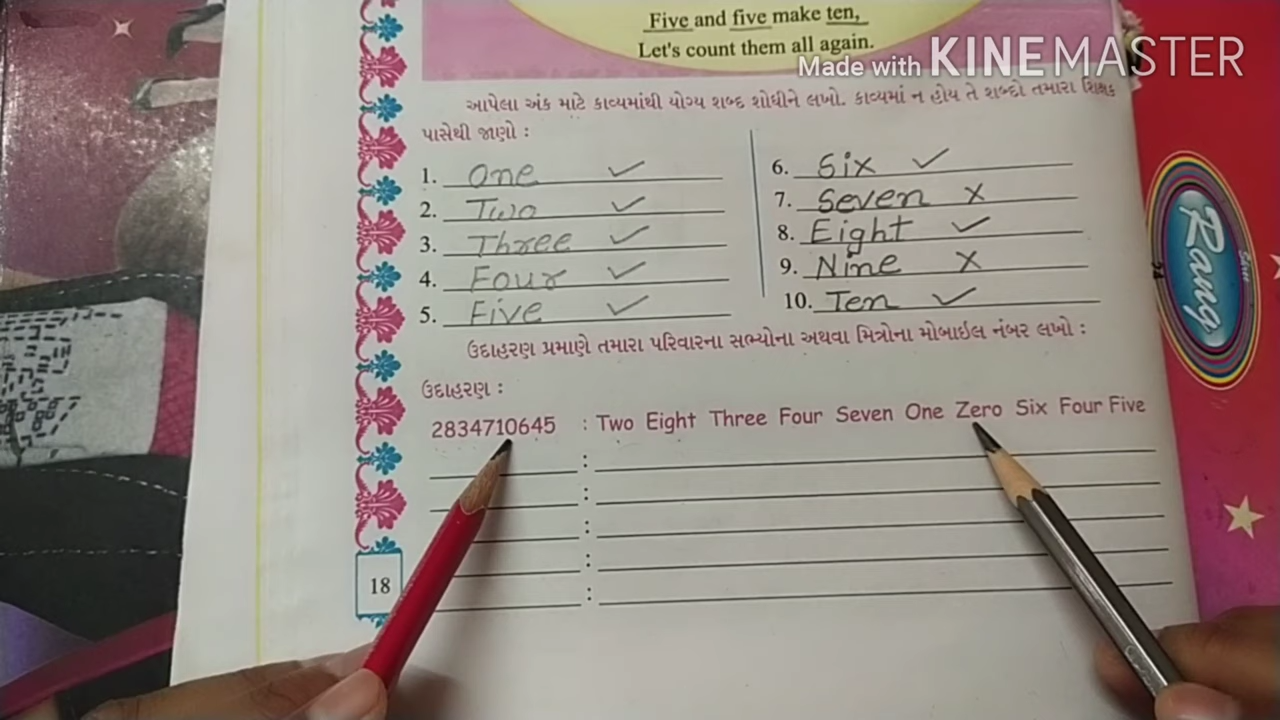 Five and five make ten,
Let's count them all again.
Made with KINEMASTER
આપેલા અંક માટે કાવ્યમાંથી યોગ્ય શબ્દ શોધીને લખો. કાવ્યમાં ન હોય તે શબ્દો તમારા શિક્ષક
પાસેથી જાણો :
1. One ✓
2. Two ✓
3. Three ✓
4. Four ✓
5. Five ✓
6. Six ✓
7. Seven ×
8. Eight ✓
9. Nine ×
10. Ten ✓
ઉદાહરણ પ્રમાણે તમારા પરિવારના સભ્યોના અથવા મિત્રોના મોબાઇલ નંબર લખો :
ઉદાહરણ :
2834710645 : Two Eight Three Four Seven One Zero Six Four Five
:
:
:
:
:
18
Rang